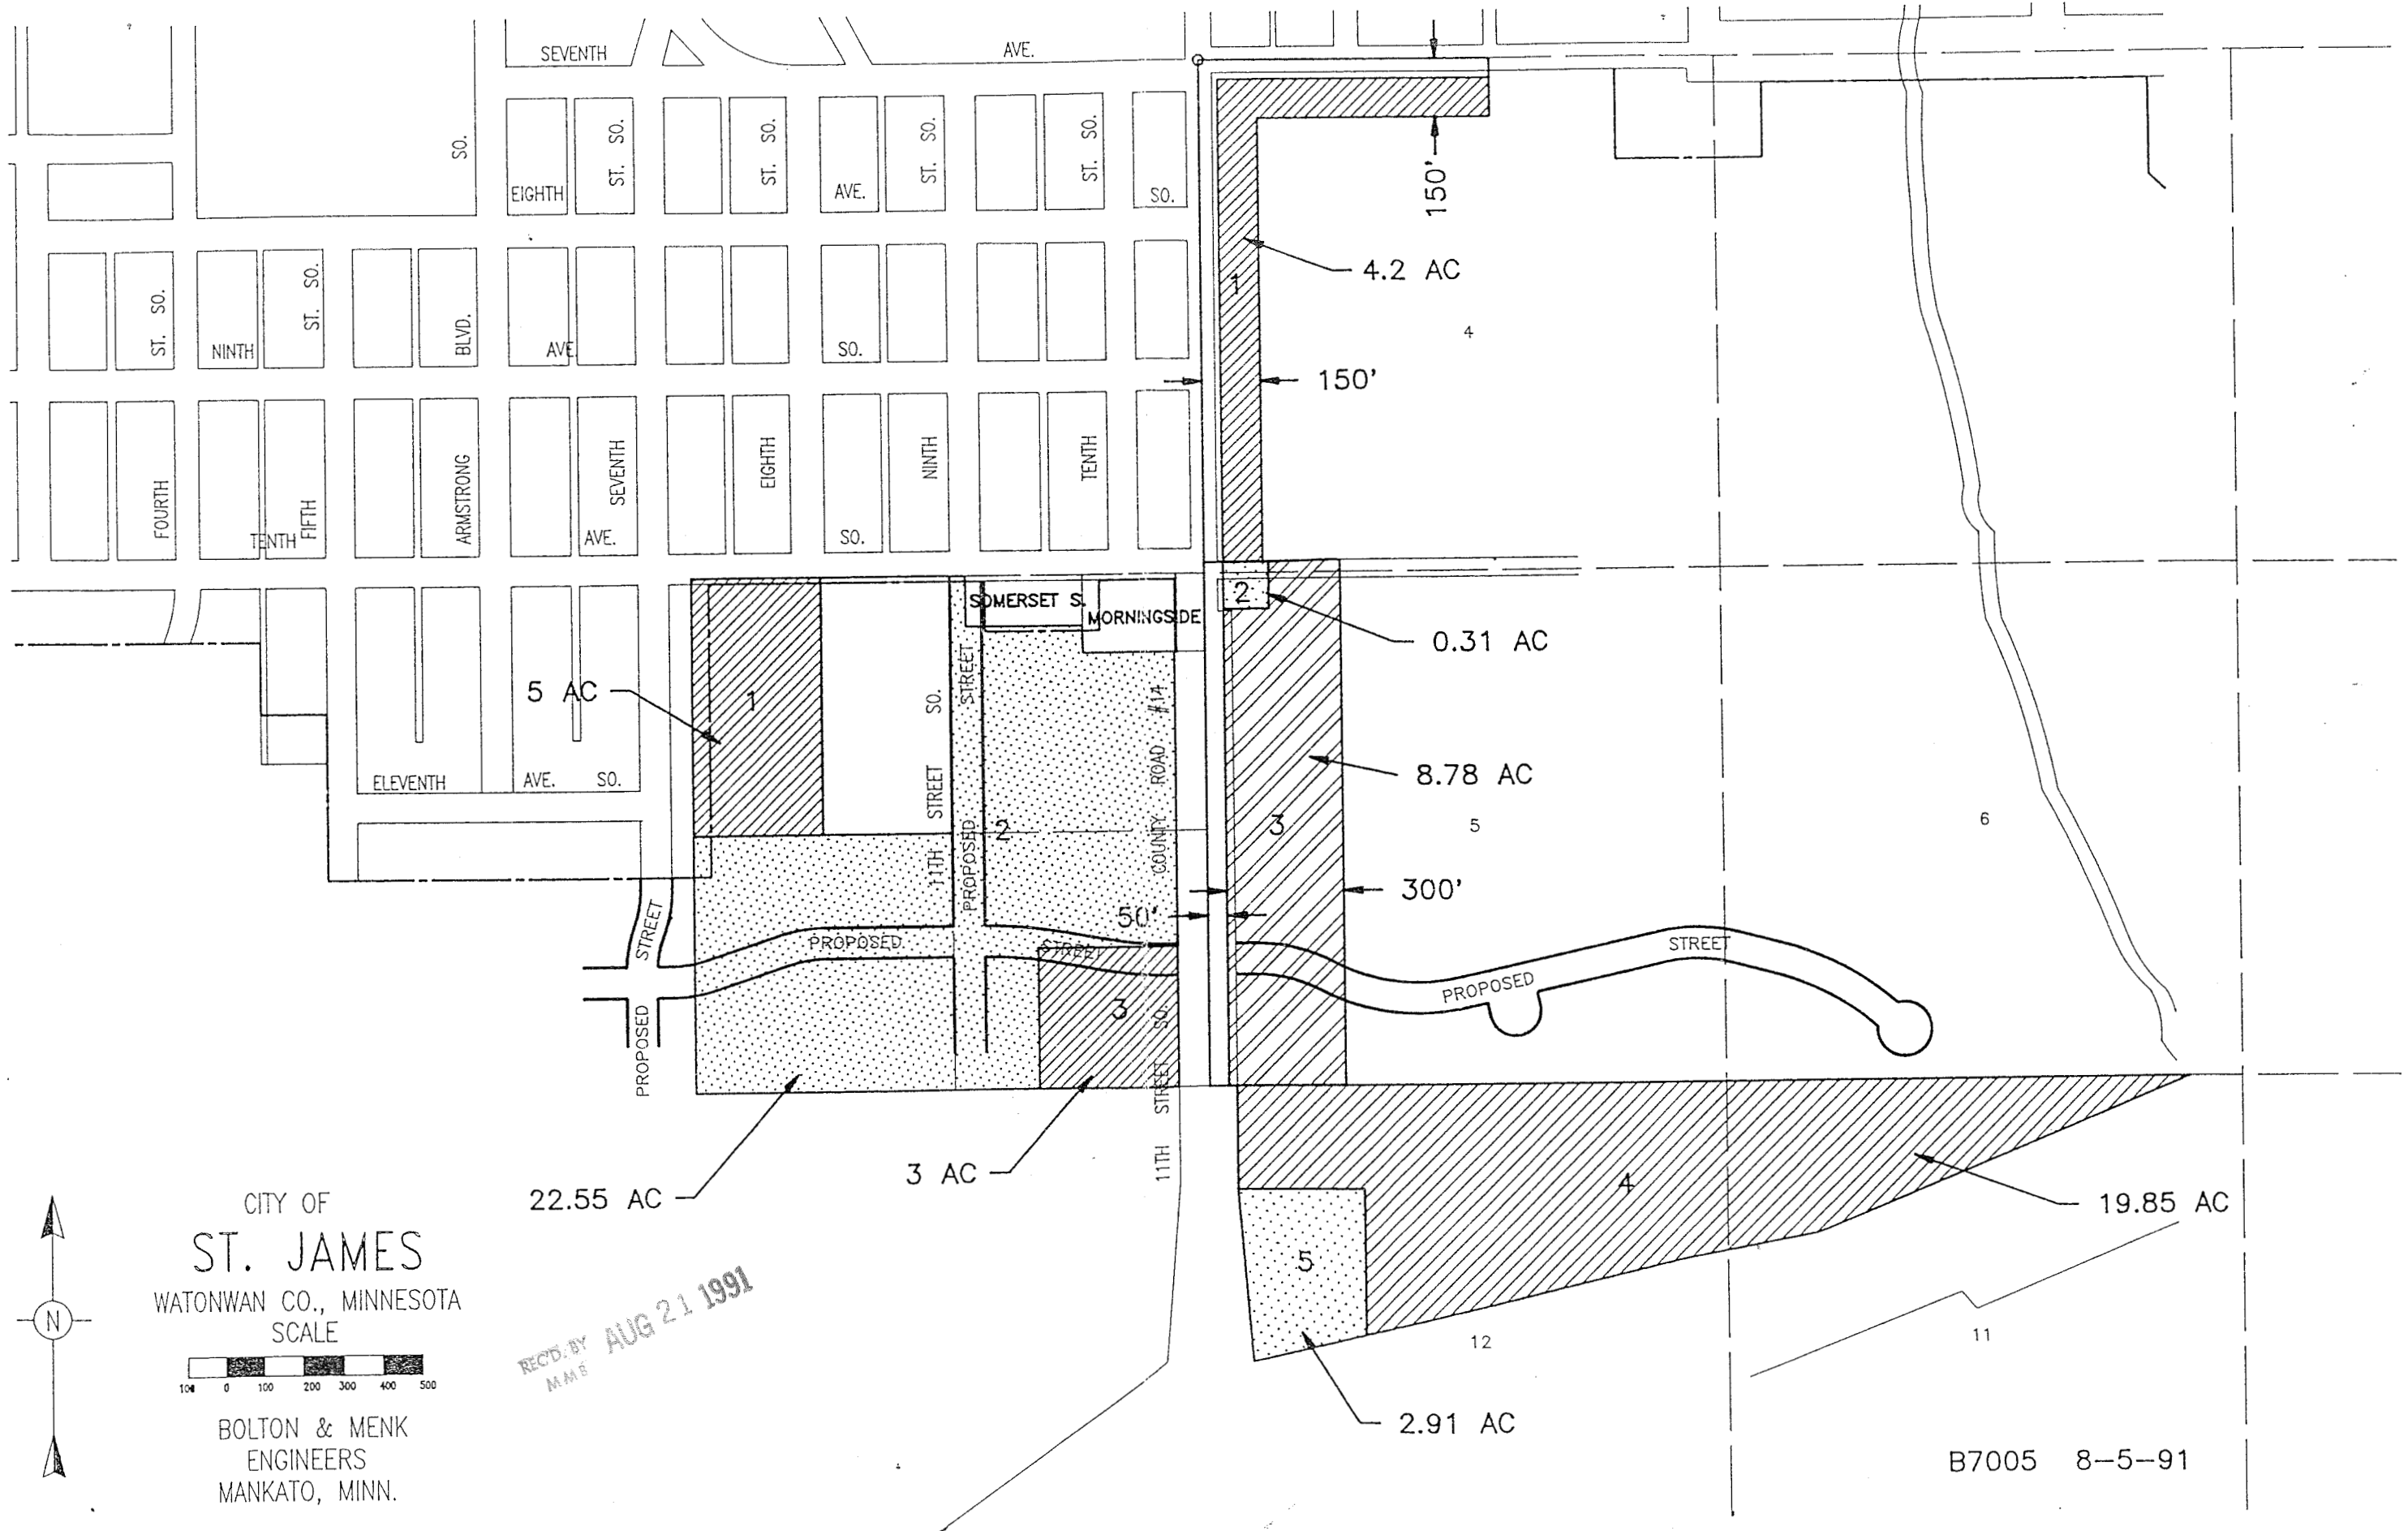 SEVENTH AVE.
SO.
ST. SO.
ST. SO.
ST. SO.
ST. SO.
EIGHTH AVE. SO.
150'
4.2 AC
1
4
ST. SO.
ST. SO.
BLVD.
NINTH AVE. SO.
150'
FOURTH
FIFTH
ARMSTRONG
SEVENTH
EIGHTH
NINTH
TENTH
TENTH AVE. SO.
SOMERSET S.
MORNINGSIDE
2
0.31 AC
5 AC
1
11TH STREET SO.
PROPOSED STREET
2
COUNTY ROAD #14
8.78 AC
3
5
6
ELEVENTH AVE. SO.
300'
50'
PROPOSED STREET
PROPOSED STREET
PROPOSED STREET
3
11TH STREET SO.
22.55 AC
3 AC
4
19.85 AC
5
12
11
2.91 AC
N
CITY OF
ST. JAMES
WATONWAN CO., MINNESOTA
SCALE
100 0 100 200 300 400 500
BOLTON & MENK
ENGINEERS
MANKATO, MINN.
REC'D. BY AUG 21 1991
MMB
B7005 8-5-91